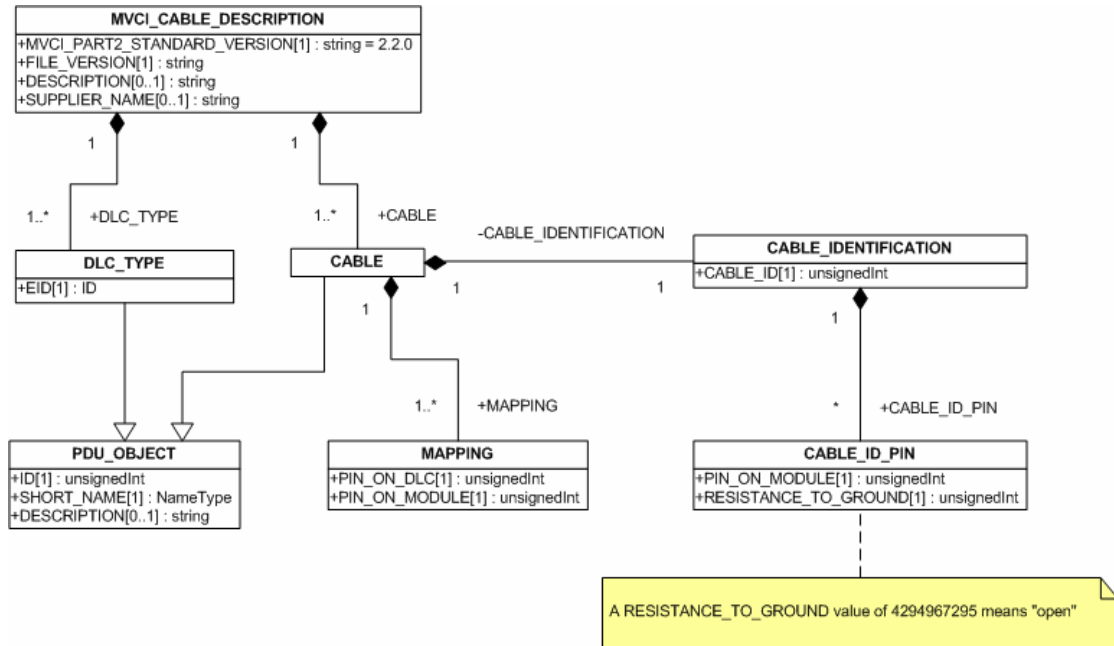 MVCI_CABLE_DESCRIPTION
+MVCI_PART2_STANDARD_VERSION[1] : string = 2.2.0
+FILE_VERSION[1] : string
+DESCRIPTION[0..1] : string
+SUPPLIER_NAME[0..1] : string
1
1
1..*
+DLC_TYPE
1..*
+CABLE
-CABLE_IDENTIFICATION
DLC_TYPE
+EID[1] : ID
CABLE
1
1
CABLE_IDENTIFICATION
+CABLE_ID[1] : unsignedInt
1
1
1..*
+MAPPING
*
+CABLE_ID_PIN
PDU_OBJECT
+ID[1] : unsignedInt
+SHORT_NAME[1] : NameType
+DESCRIPTION[0..1] : string
MAPPING
+PIN_ON_DLC[1] : unsignedInt
+PIN_ON_MODULE[1] : unsignedInt
CABLE_ID_PIN
+PIN_ON_MODULE[1] : unsignedInt
+RESISTANCE_TO_GROUND[1] : unsignedInt
A RESISTANCE_TO_GROUND value of 4294967295 means "open"